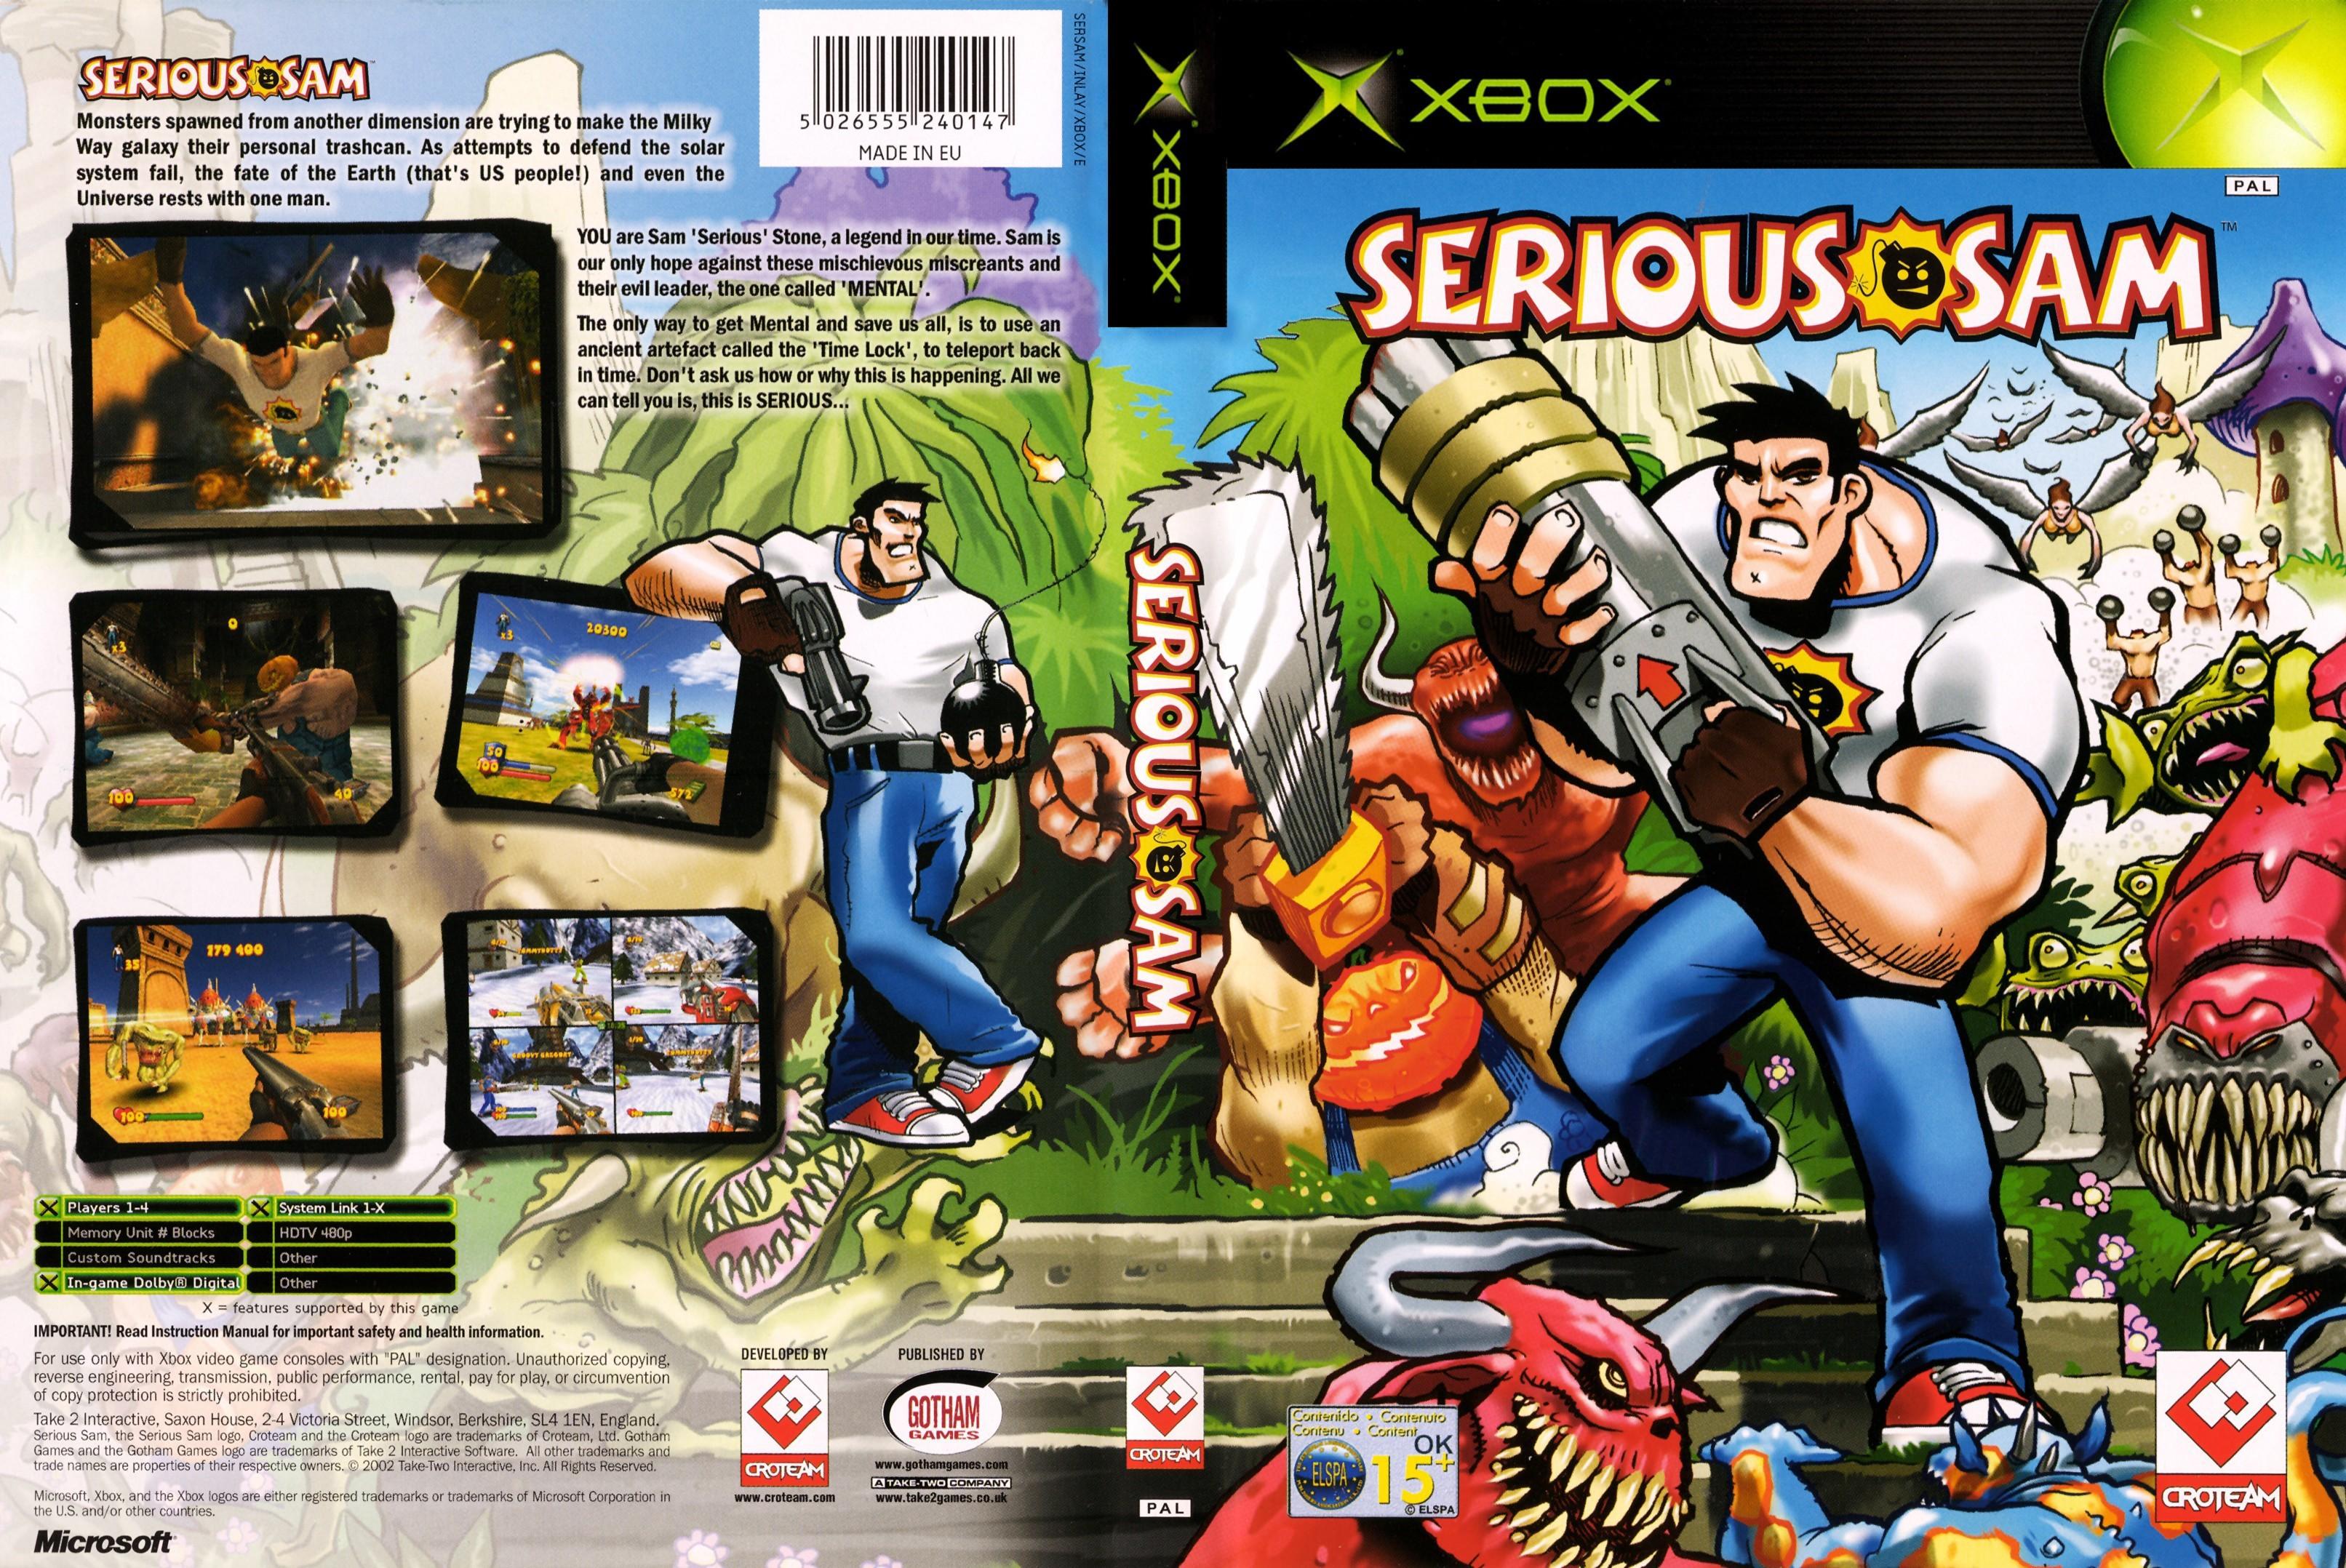 SERIOUS SAM™
Monsters spawned from another dimension are trying to make the Milky
Way galaxy their personal trashcan. As attempts to defend the solar
system fail, the fate of the Earth (that's US people!) and even the
Universe rests with one man.
YOU are Sam 'Serious' Stone, a legend in our time. Sam is
our only hope against these mischievous miscreants and
their evil leader, the one called 'MENTAL'.
The only way to get Mental and save us all, is to use an
ancient artefact called the 'Time Lock', to teleport back
in time. Don't ask us how or why this is happening. All we
can tell you is, this is SERIOUS...
5 026555 240147
MADE IN EU
SERSAM/INLAY/XBOX/E
0
x3
100
40
20300
x3
50
100
572
179 400
35
100
100
Players 1-4
System Link 1-X
Memory Unit # Blocks
HDTV 480p
Custom Soundtracks
Other
In-game Dolby® Digital
Other
X = features supported by this game
IMPORTANT! Read Instruction Manual for important safety and health information.
For use only with Xbox video game consoles with "PAL" designation. Unauthorized copying,
reverse engineering, transmission, public performance, rental, pay for play, or circumvention
of copy protection is strictly prohibited.
Take 2 Interactive, Saxon House, 2-4 Victoria Street, Windsor, Berkshire, SL4 1EN, England.
Serious Sam, the Serious Sam logo, Croteam and the Croteam logo are trademarks of Croteam, Ltd. Gotham
Games and the Gotham Games logo are trademarks of Take 2 Interactive Software. All other trademarks and
trade names are properties of their respective owners. © 2002 Take-Two Interactive, Inc. All Rights Reserved.
Microsoft, Xbox, and the Xbox logos are either registered trademarks or trademarks of Microsoft Corporation in
the U.S. and/or other countries.
Microsoft®
DEVELOPED BY
CROTEAM
www.croteam.com
PUBLISHED BY
GOTHAM
GAMES
www.gothamgames.com
A TAKE-TWO COMPANY
www.take2games.co.uk
XBOX®
SERIOUS SAM
CROTEAM
PAL
XBOX®
PAL
SERIOUS SAM™
Contenido • Contenuto
Contenu • Content
OK
ELSPA
15+
© ELSPA
CROTEAM